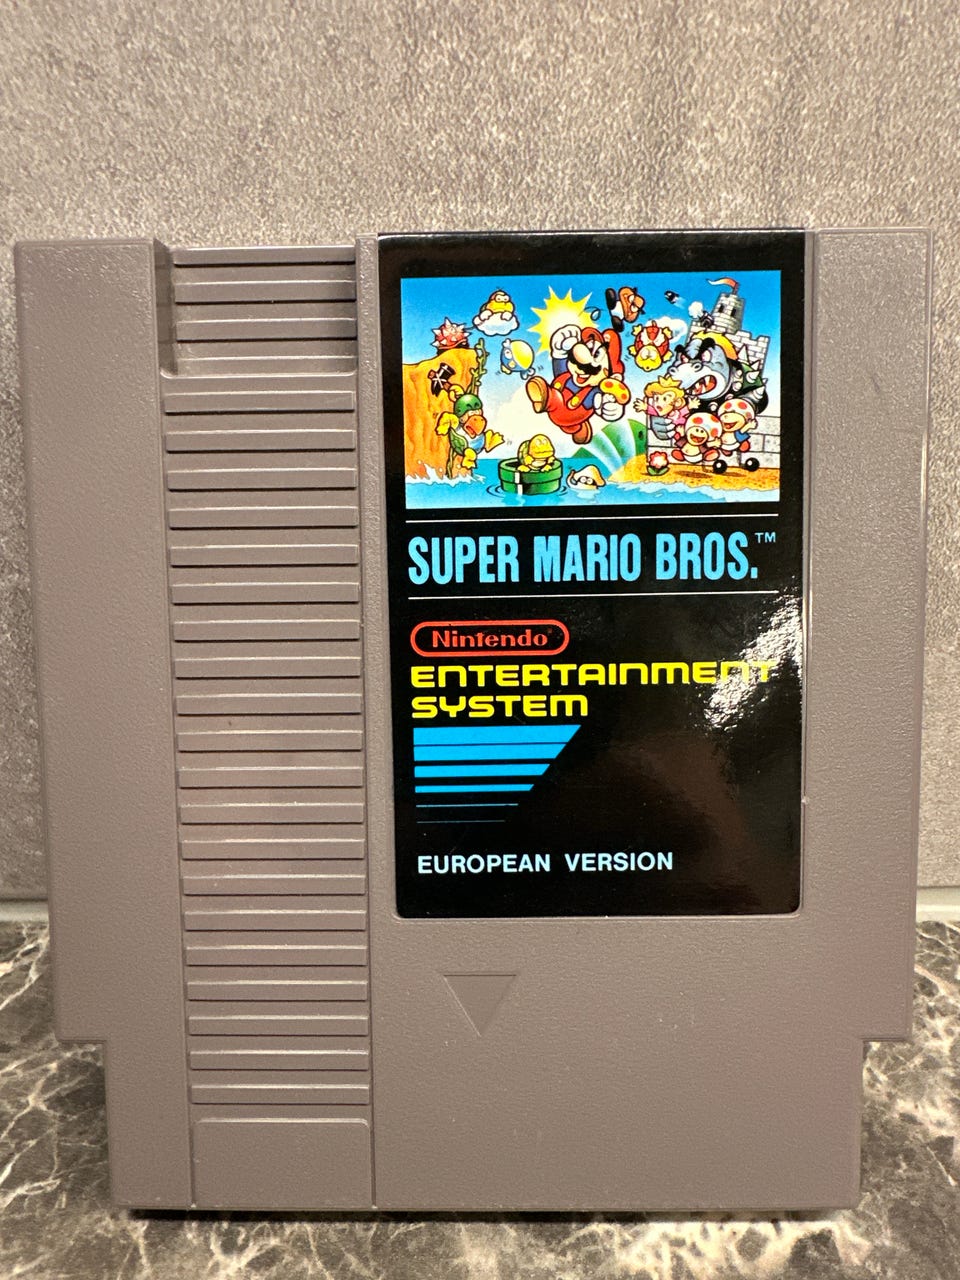 SUPER MARIO BROS.™
Nintendo®
ENTERTAINMENT
SYSTEM
EUROPEAN VERSION